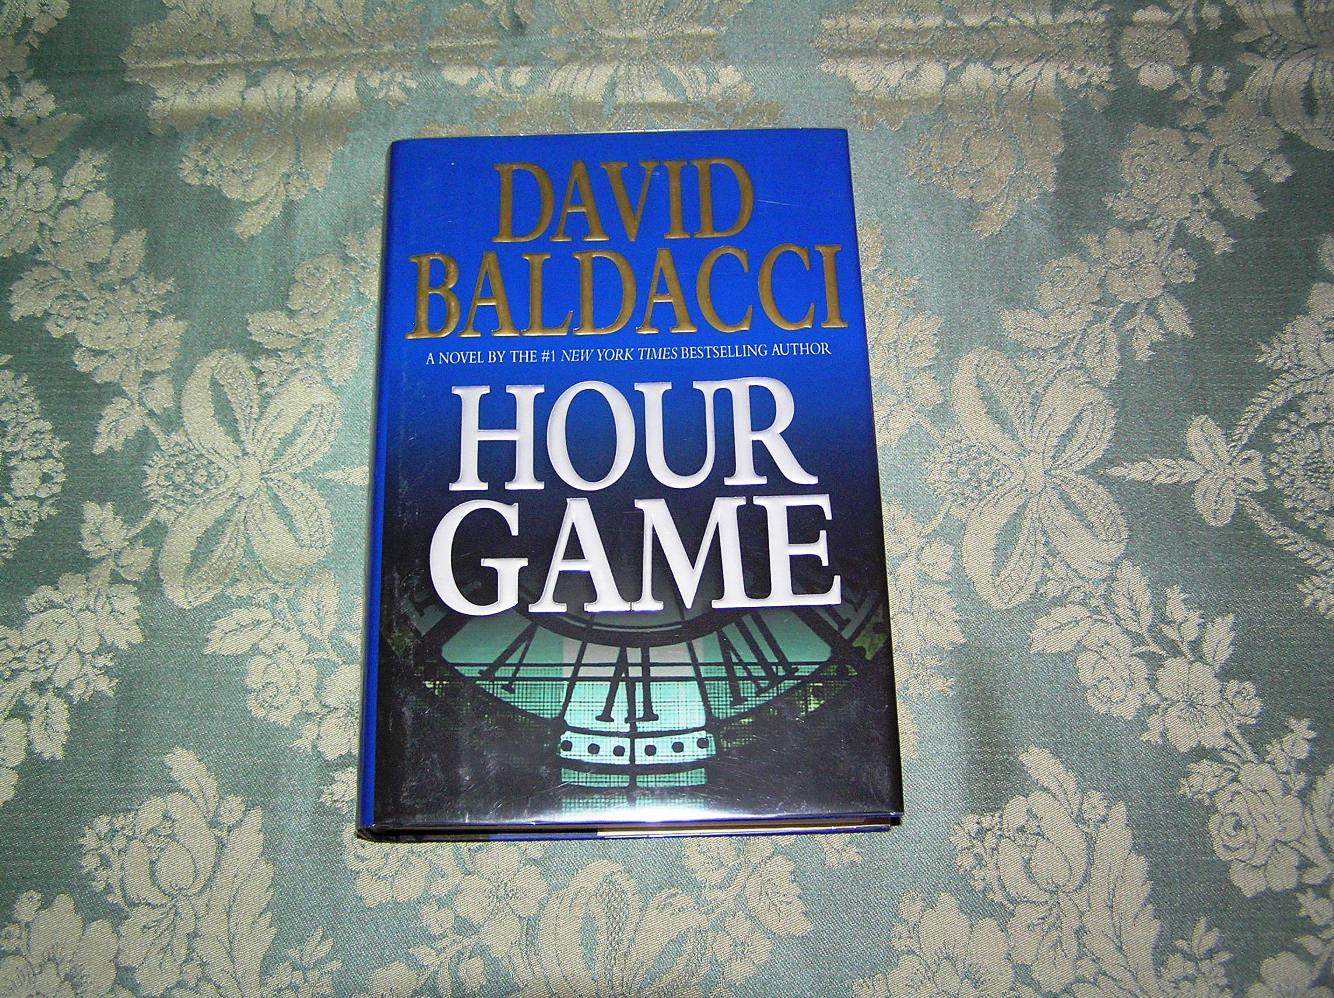 DAVID
BALDACCI
A NOVEL BY THE #1 NEW YORK TIMES BESTSELLING AUTHOR
HOUR
GAME